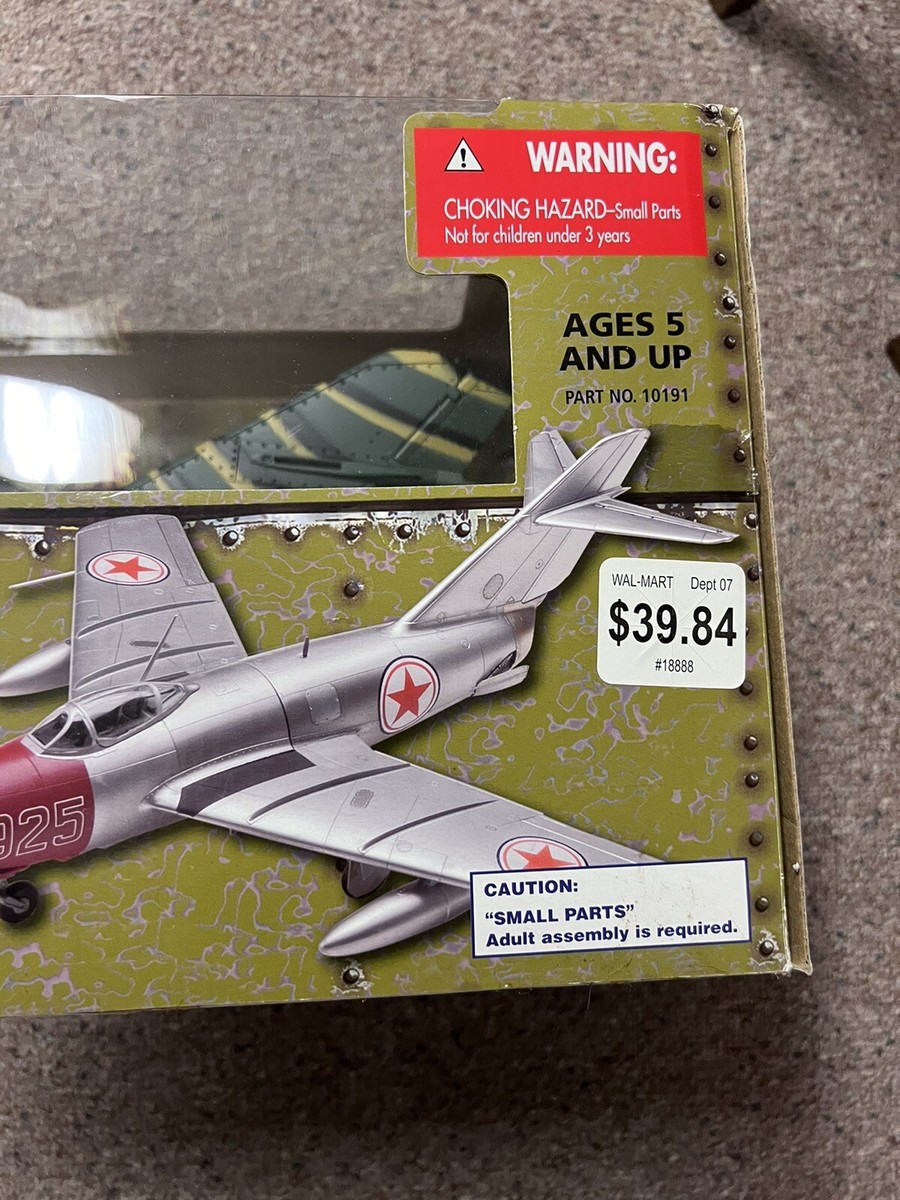 WARNING:
CHOKING HAZARD–Small Parts
Not for children under 3 years
AGES 5
AND UP
PART NO. 10191
WAL-MART Dept 07
$39.84
#18888
925
CAUTION:
“SMALL PARTS”
Adult assembly is required.